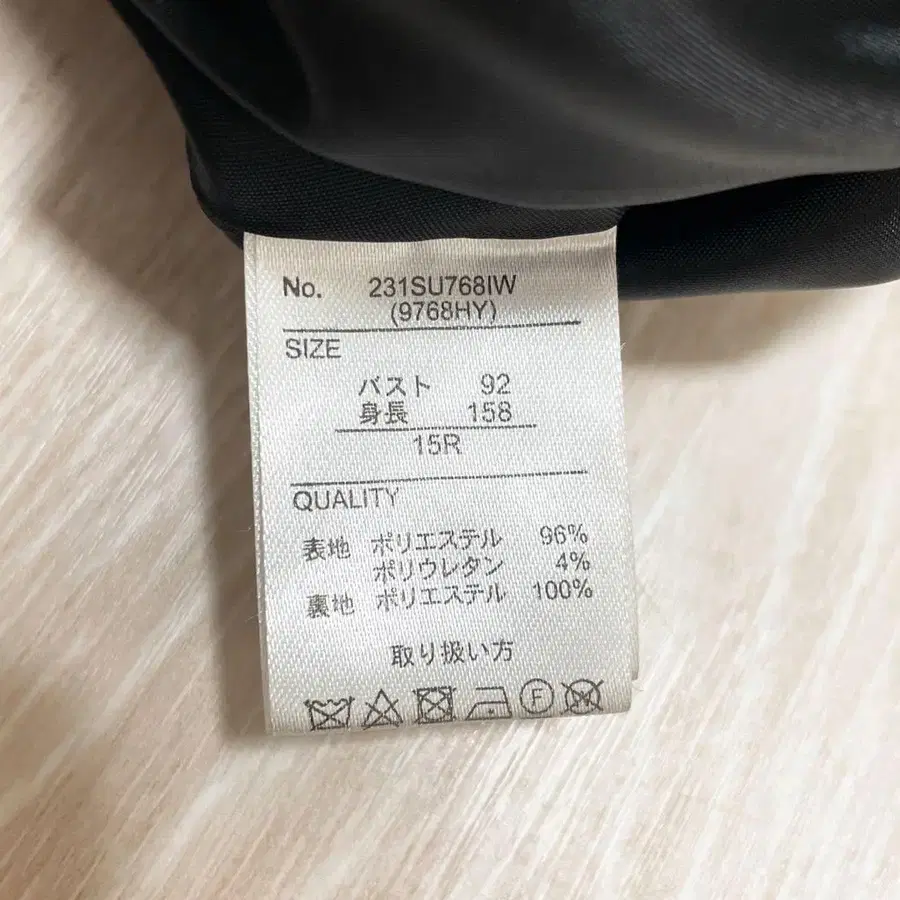 No. 231SU768IW
(9768HY)
SIZE
バスト 92
身長 158
15R
QUALITY
表地 ポリエステル 96%
ポリウレタン 4%
裏地 ポリエステル 100%
取り扱い方
F W